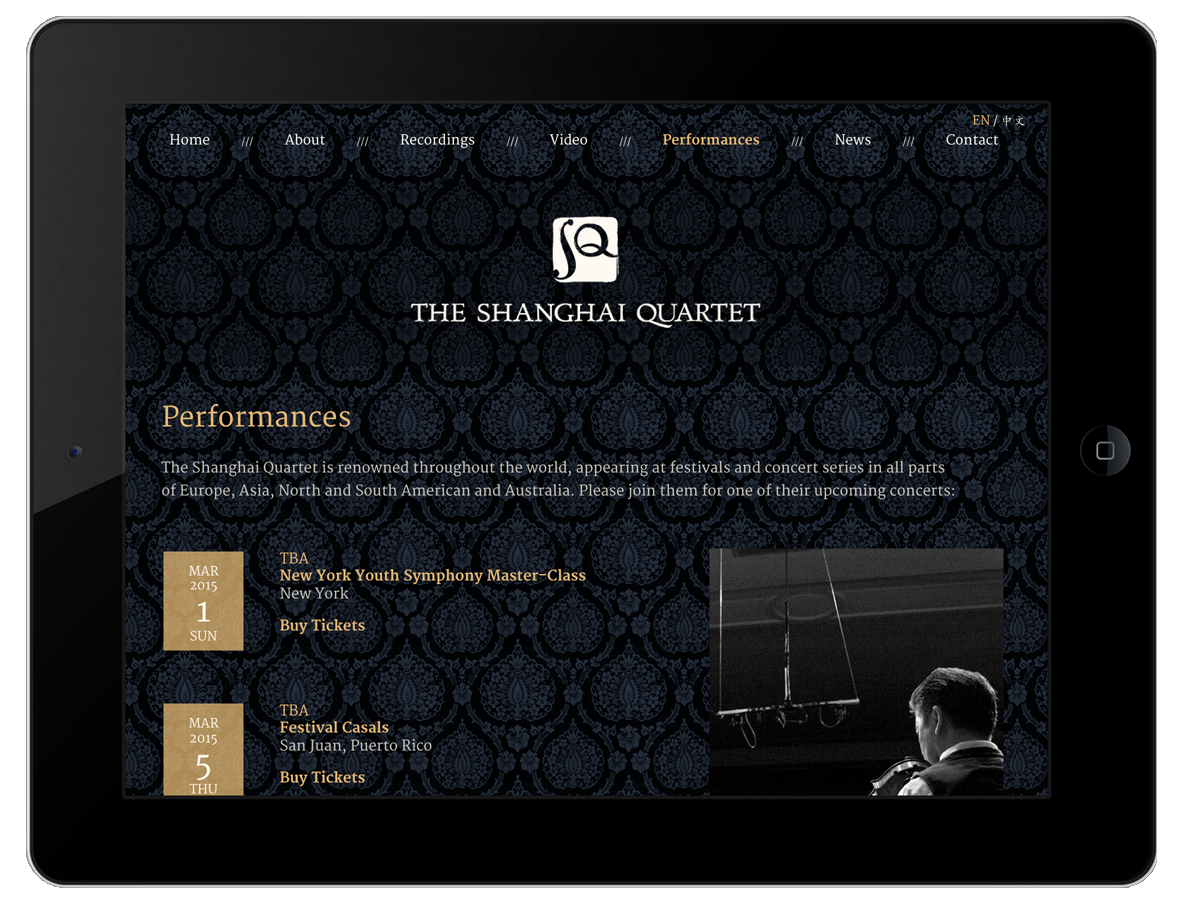 EN / 中文
Home /// About /// Recordings /// Video /// Performances /// News /// Contact
SQ
THE SHANGHAI QUARTET
Performances
The Shanghai Quartet is renowned throughout the world, appearing at festivals and concert series in all parts
of Europe, Asia, North and South American and Australia. Please join them for one of their upcoming concerts:
MAR
2015
1
SUN
TBA
New York Youth Symphony Master-Class
New York
Buy Tickets
MAR
2015
5
THU
TBA
Festival Casals
San Juan, Puerto Rico
Buy Tickets